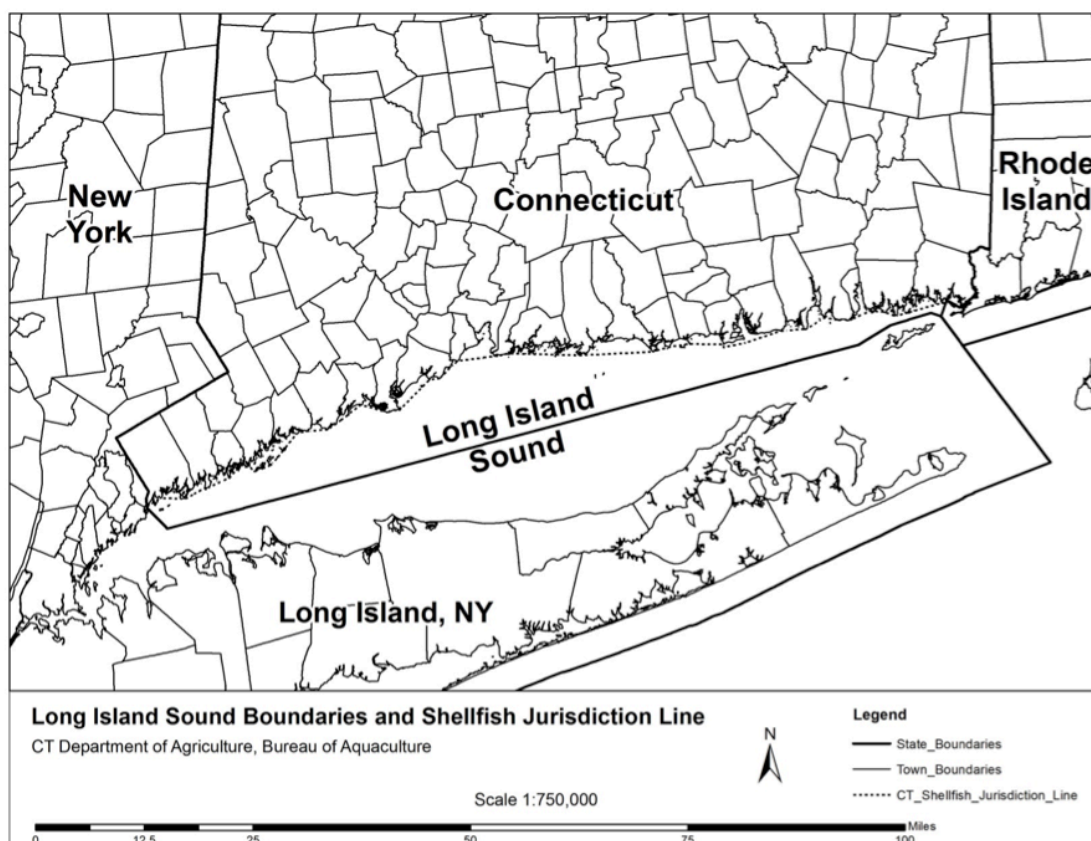 New
York
Connecticut
Rhode
Island
Long Island
Sound
Long Island, NY
Long Island Sound Boundaries and Shellfish Jurisdiction Line
CT Department of Agriculture, Bureau of Aquaculture
N
Scale 1:750,000
Legend
State_Boundaries
Town_Boundaries
CT_Shellfish_Jurisdiction_Line
Miles
0 12.5 25 50 75 100